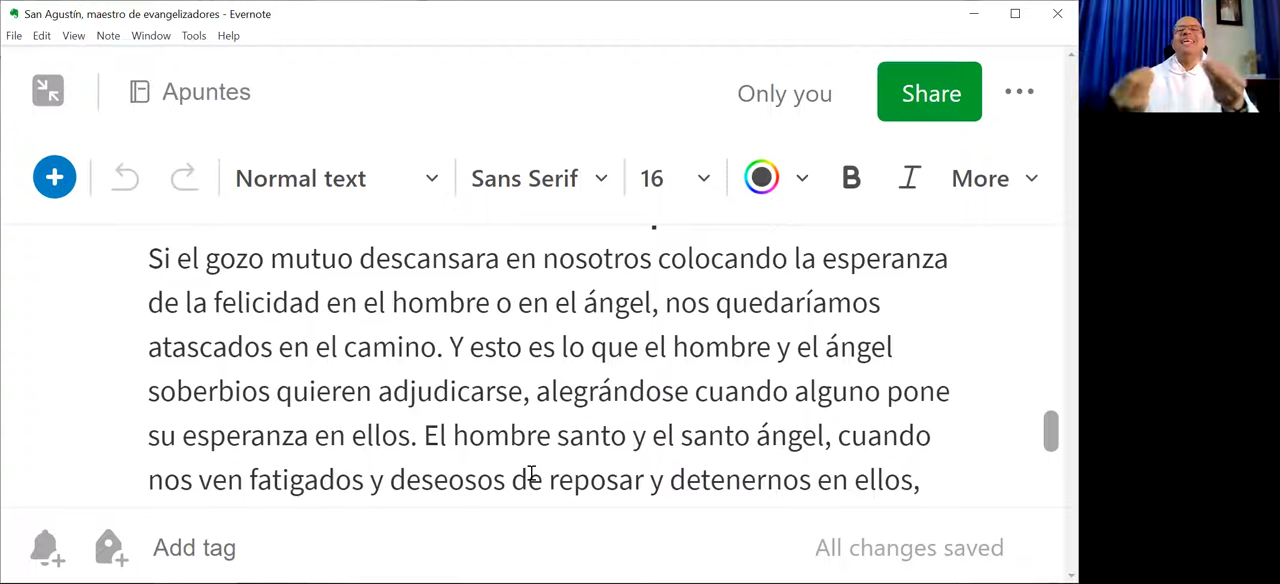 San Agustín, maestro de evangelizadores - Evernote
File Edit View Note Window Tools Help
Apuntes
Only you
Share
Normal text
Sans Serif
16
B
I
More
Si el gozo mutuo descansara en nosotros colocando la esperanza
de la felicidad en el hombre o en el ángel, nos quedaríamos
atascados en el camino. Y esto es lo que el hombre y el ángel
soberbios quieren adjudicarse, alegrándose cuando alguno pone
su esperanza en ellos. El hombre santo y el santo ángel, cuando
nos ven fatigados y deseosos de reposar y detenernos en ellos,
Add tag
All changes saved